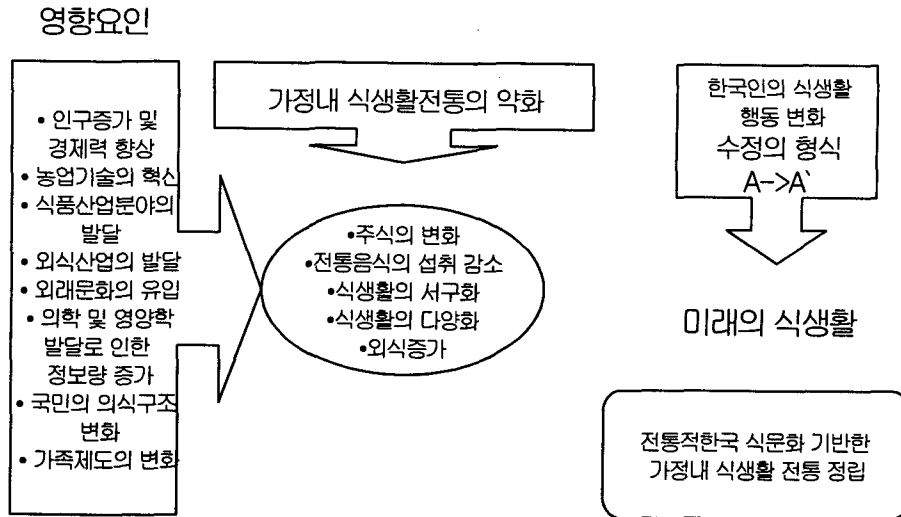 영향요인
• 인구증가 및
경제력 향상
• 농업기술의 혁신
• 식품산업분야의
발달
• 외식산업의 발달
• 외래문화의 유입
• 의학 및 영양학
발달로 인한
정보량 증가
• 국민의 의식구조
변화
• 가족제도의 변화
가정내 식생활전통의 약화
•주식의 변화
•전통음식의 섭취 감소
•식생활의 서구화
•식생활의 다양화
•외식증가
한국인의 식생활
행동 변화
수정의 형식
A->A`
미래의 식생활
전통적한국 식문화 기반한
가정내 식생활 전통 정립